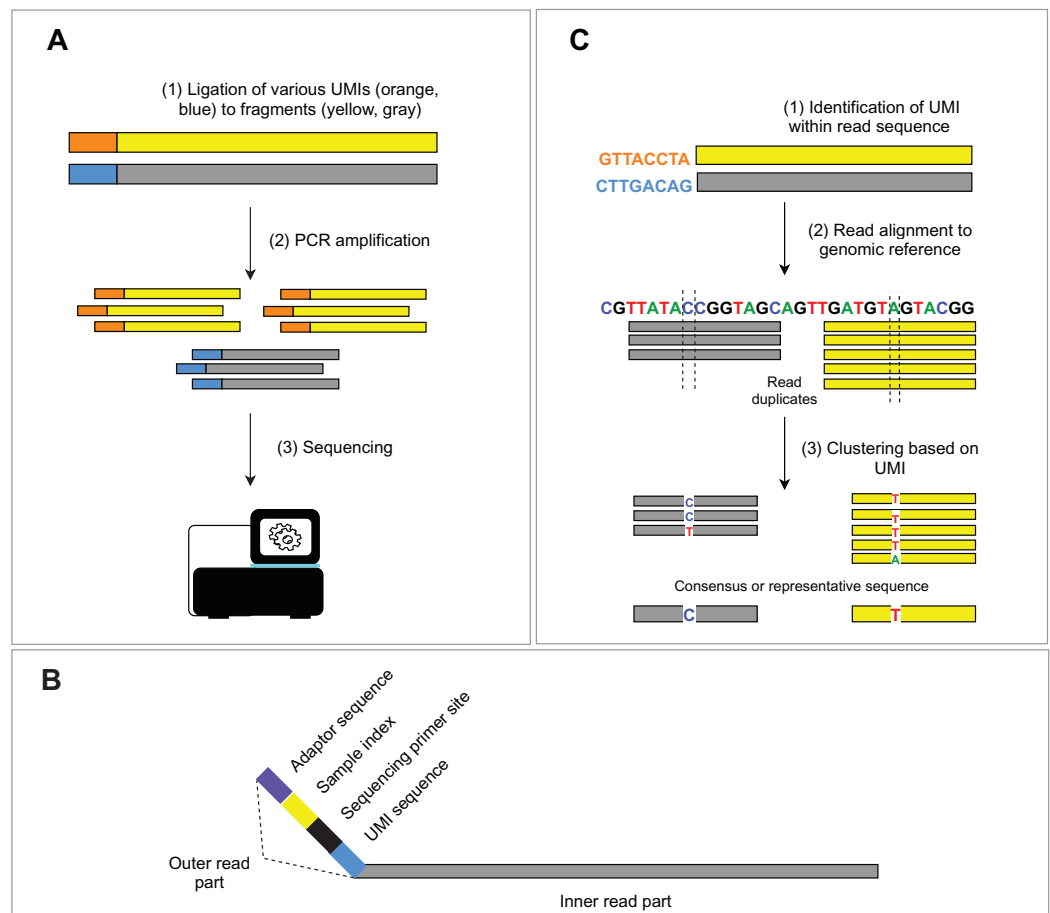 A
(1) Ligation of various UMIs (orange,
blue) to fragments (yellow, gray)
(2) PCR amplification
(3) Sequencing
C
(1) Identification of UMI
within read sequence
GTTACCTA
CTTGACAG
(2) Read alignment to
genomic reference
CGTTATACCGGTAGCAGTTGATGTAGTACGG
Read
duplicates
(3) Clustering based on
UMI
C
C
T
T
T
T
T
A
Consensus or representative sequence
C
T
B
Adaptor sequence
Sample index
Sequencing primer site
UMI sequence
Outer read
part
Inner read part